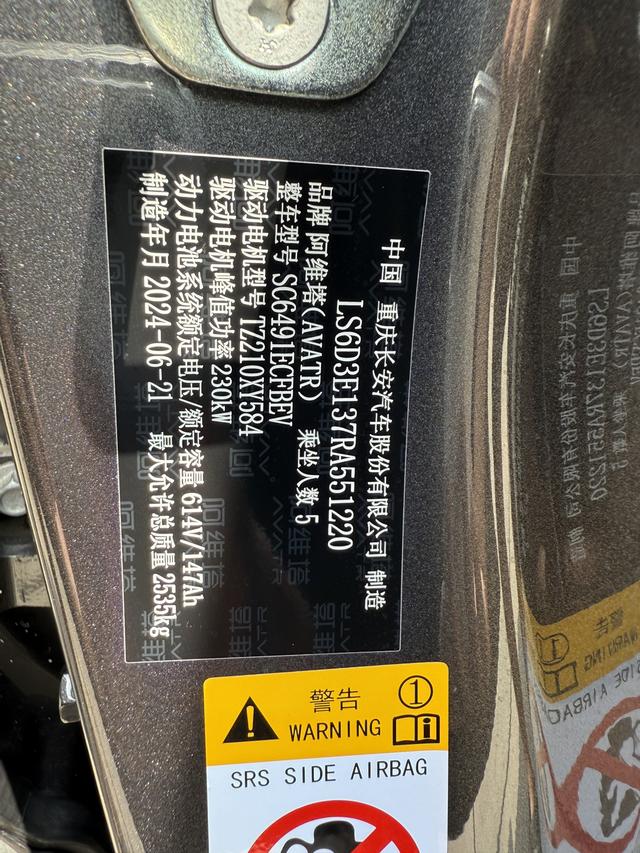 中国 重庆长安汽车股份有限公司 制造
LS6D3E137RA551220
品牌 阿维塔(AVATR) 乘坐人数 5
整车型号 SC6491ECFBEV
驱动电机型号 TZ210XY584
驱动电机峰值功率 230kW
动力电池系统额定电压/额定容量 614V/147Ah
制造年月 2024-06-21 最大允许总质量 2535kg
警告 ①
WARNING
SRS SIDE AIRBAG